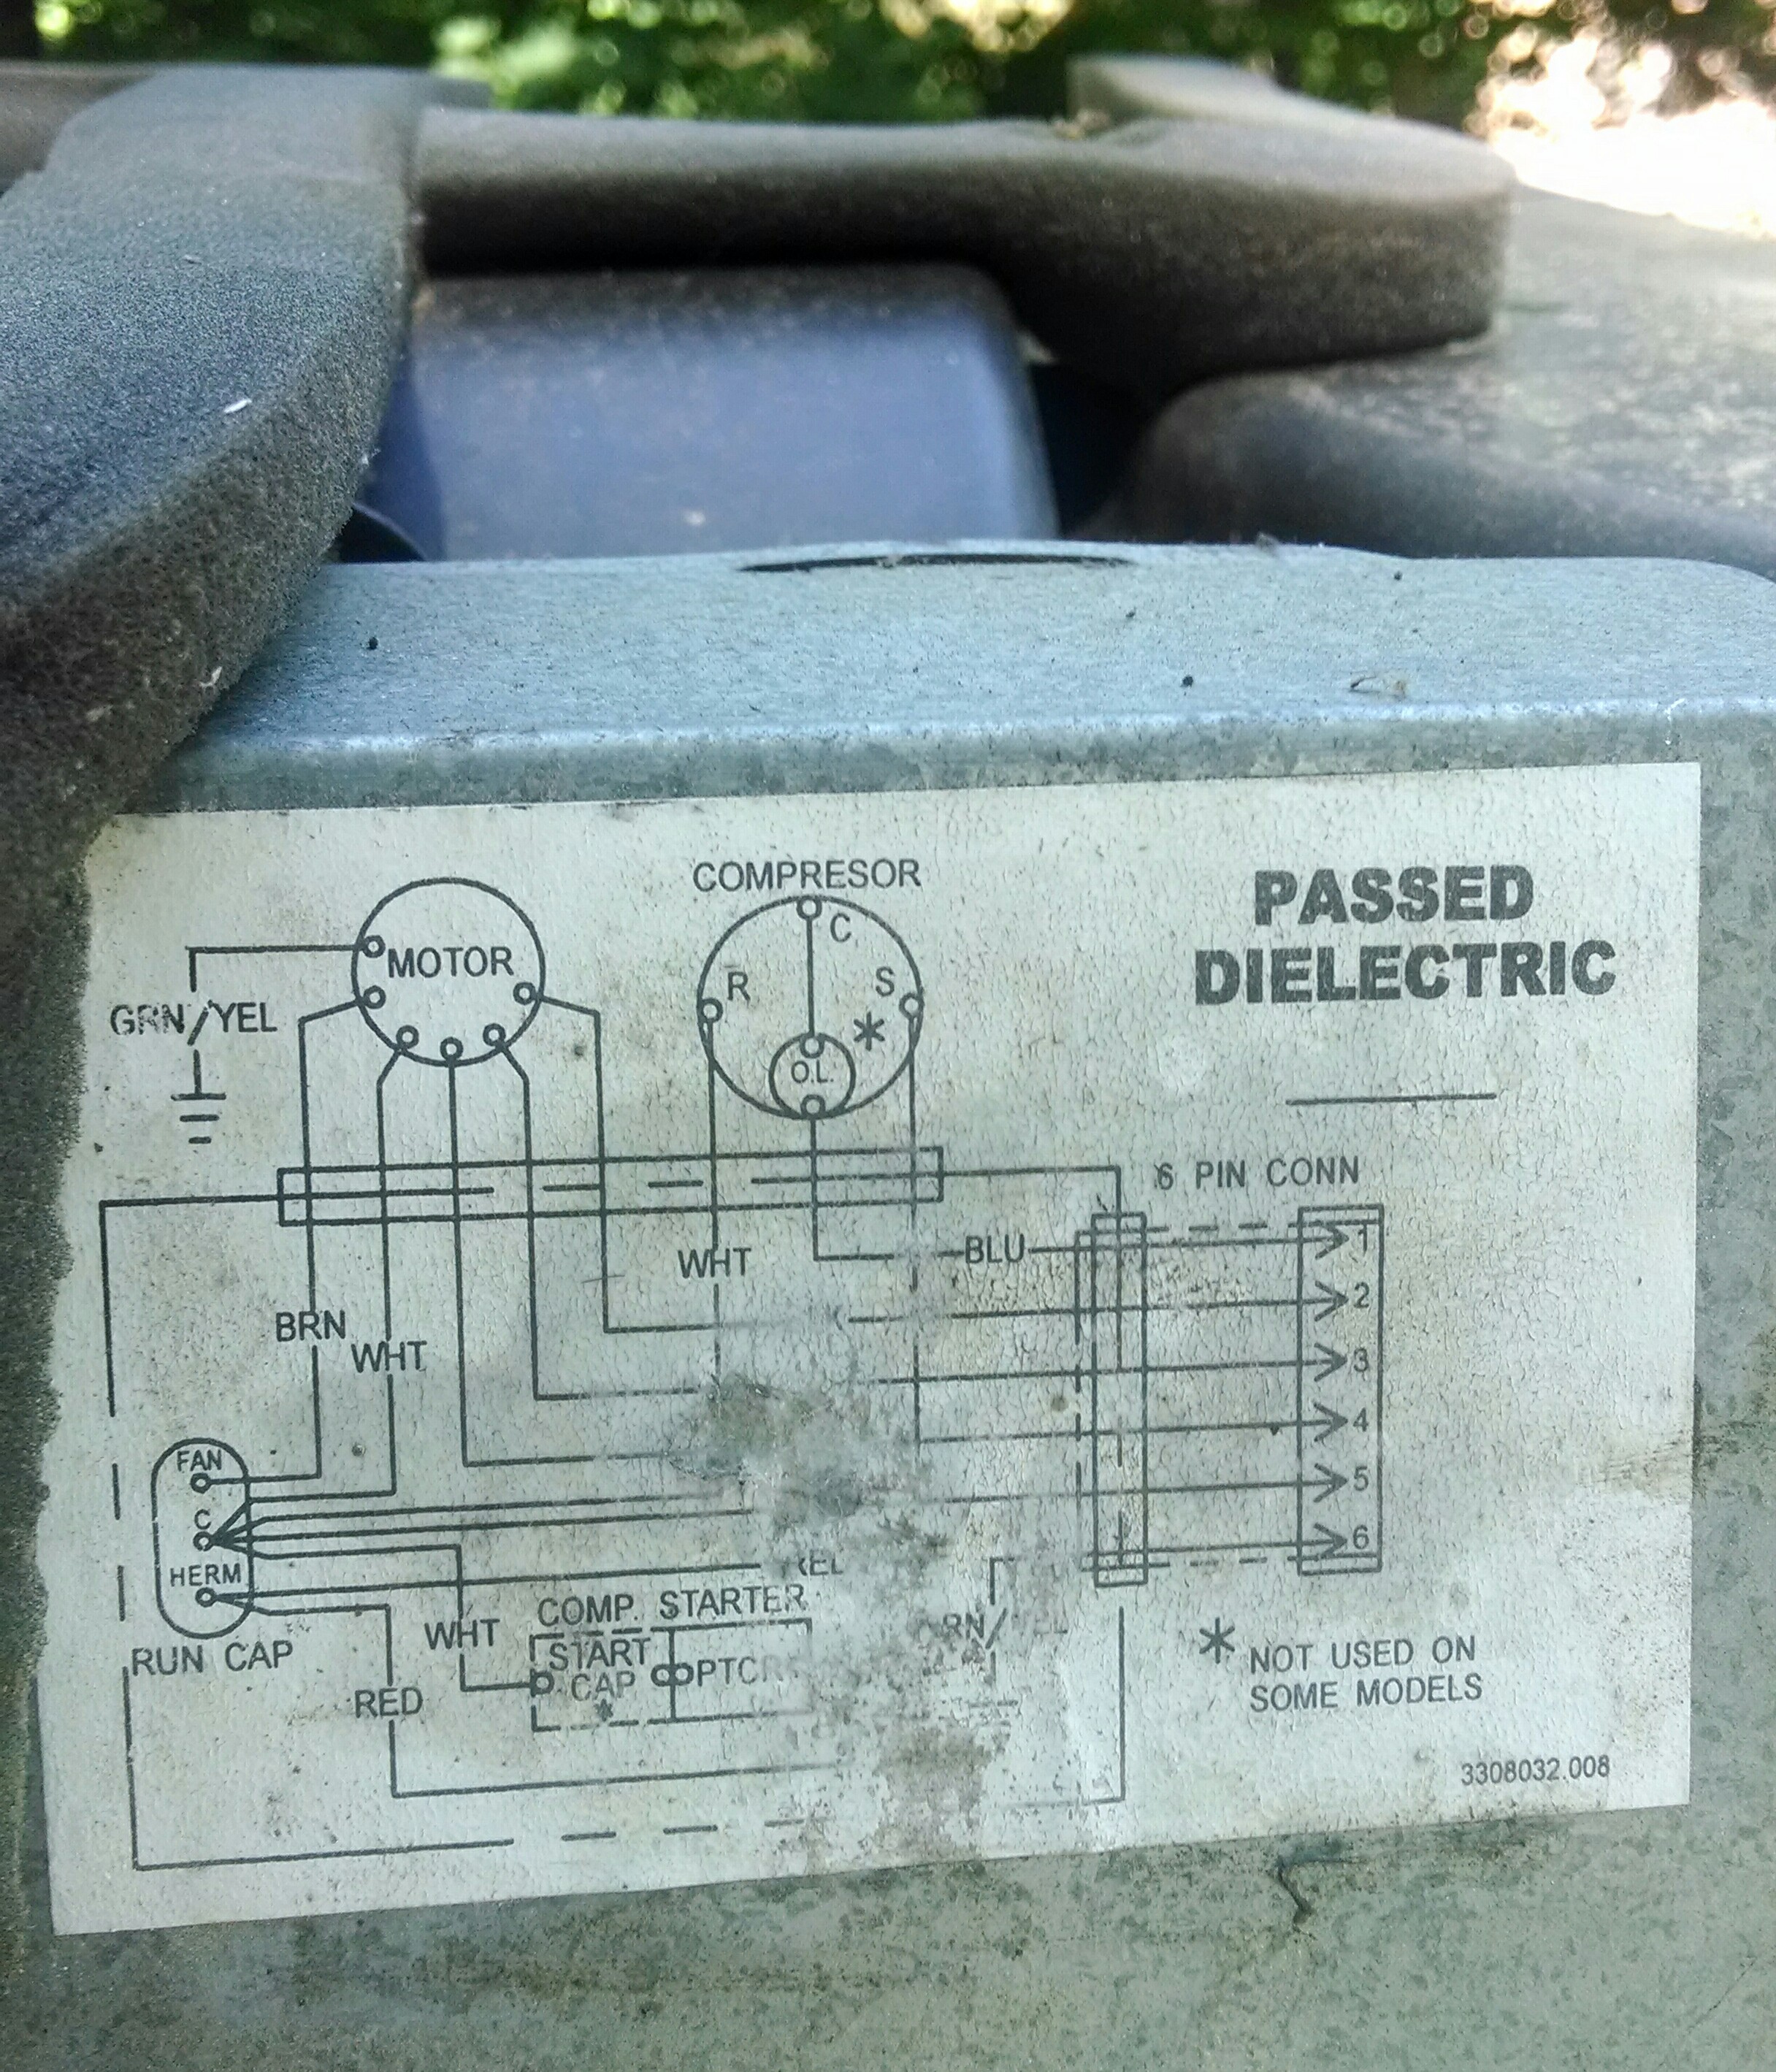 COMPRESOR
C
R
S
*
O.L.
MOTOR
GRN/YEL
PASSED
DIELECTRIC
6 PIN CONN
1
2
3
4
5
6
WHT
BLU
BRN
WHT
FAN
C
HERM
RUN CAP
WHT
RED
COMP. STARTER
START
CAP
*
* NOT USED ON
SOME MODELS
3308032.008